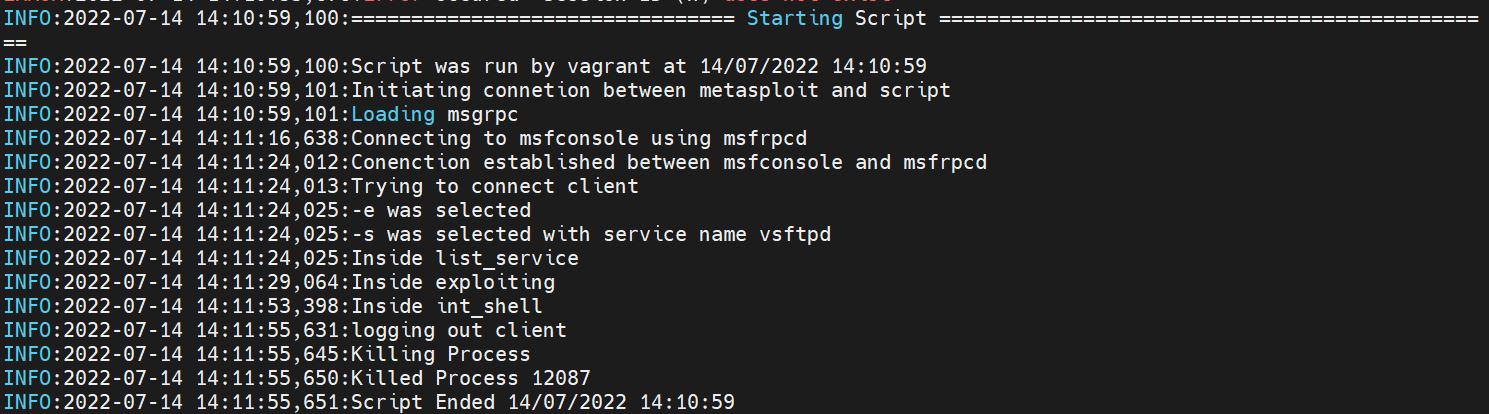 INFO:2022-07-14 14:10:59,100:================================ Starting Script =============================================
==
INFO:2022-07-14 14:10:59,100:Script was run by vagrant at 14/07/2022 14:10:59
INFO:2022-07-14 14:10:59,101:Initiating connetion between metasploit and script
INFO:2022-07-14 14:10:59,101:Loading msgrpc
INFO:2022-07-14 14:11:16,638:Connecting to msfconsole using msfrpcd
INFO:2022-07-14 14:11:24,012:Conenction established between msfconsole and msfrpcd
INFO:2022-07-14 14:11:24,013:Trying to connect client
INFO:2022-07-14 14:11:24,025:-e was selected
INFO:2022-07-14 14:11:24,025:-s was selected with service name vsftpd
INFO:2022-07-14 14:11:24,025:Inside list_service
INFO:2022-07-14 14:11:29,064:Inside exploiting
INFO:2022-07-14 14:11:53,398:Inside int_shell
INFO:2022-07-14 14:11:55,631:logging out client
INFO:2022-07-14 14:11:55,645:Killing Process
INFO:2022-07-14 14:11:55,650:Killed Process 12087
INFO:2022-07-14 14:11:55,651:Script Ended 14/07/2022 14:10:59